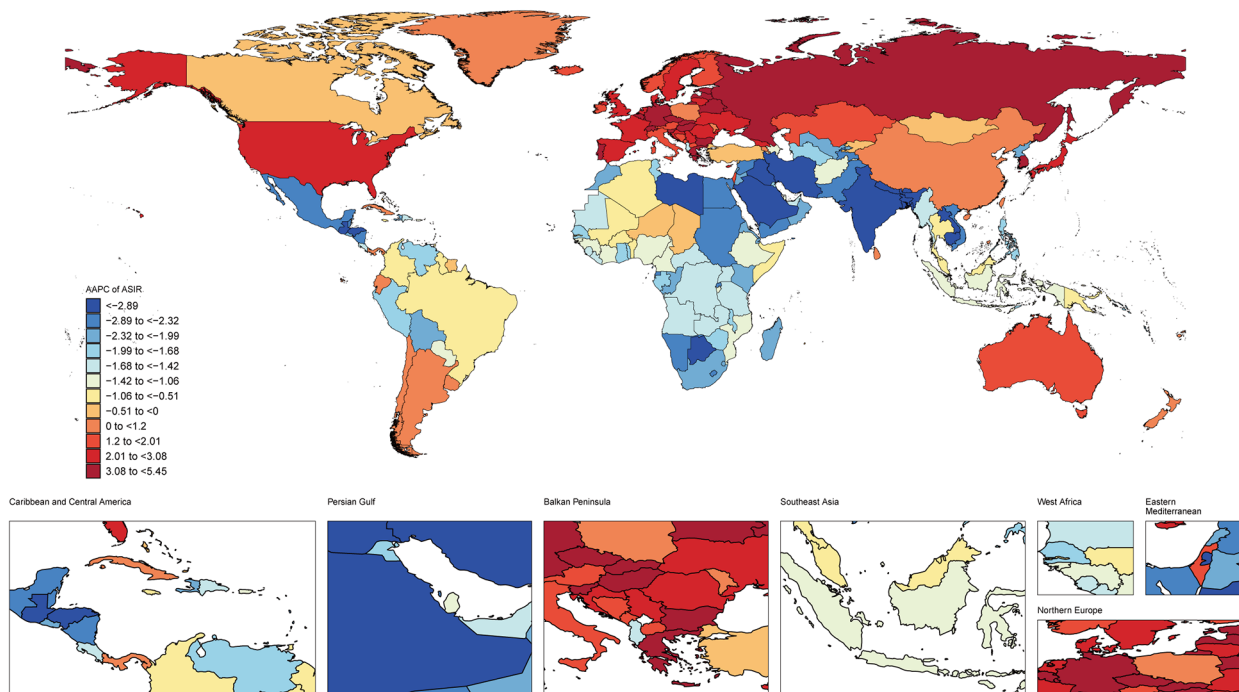 AAPC of ASIR
<−2.89
−2.89 to <−2.32
−2.32 to <−1.99
−1.99 to <−1.68
−1.68 to <−1.42
−1.42 to <−1.06
−1.06 to <−0.51
−0.51 to <0
0 to <1.2
1.2 to <2.01
2.01 to <3.08
3.08 to <5.45
Caribbean and Central America
Persian Gulf
Balkan Peninsula
Southeast Asia
West Africa
Eastern
Mediterranean
Northern Europe